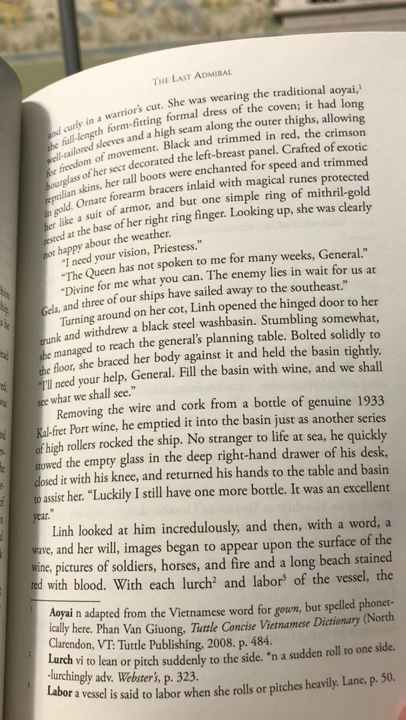 THE LAST ADMIRAL
and curly in a warrior's cut. She was wearing the traditional aoyai,¹
the full-length form-fitting formal dress of the coven; it had long
well-tailored sleeves and a high seam along the outer thighs, allowing
for freedom of movement. Black and trimmed in red, the crimson
hourglass of her sect decorated the left-breast panel. Crafted of exotic
reptilian skins, her tall boots were enchanted for speed and trimmed
in gold. Ornate forearm bracers inlaid with magical runes protected
her like a suit of armor, and but one simple ring of mithril-gold
rested at the base of her right ring finger. Looking up, she was clearly
not happy about the weather.
"I need your vision, Priestess."
"The Queen has not spoken to me for many weeks, General."
"Divine for me what you can. The enemy lies in wait for us at
Gela, and three of our ships have sailed away to the southeast."
Turning around on her cot, Linh opened the hinged door to her
trunk and withdrew a black steel washbasin. Stumbling somewhat,
she managed to reach the general's planning table. Bolted solidly to
the floor, she braced her body against it and held the basin tightly.
"I'll need your help, General. Fill the basin with wine, and we shall
see what we shall see."
Removing the wire and cork from a bottle of genuine 1933
Kal-fret Port wine, he emptied it into the basin just as another series
of high rollers rocked the ship. No stranger to life at sea, he quickly
stowed the empty glass in the deep right-hand drawer of his desk,
closed it with his knee, and returned his hands to the table and basin
to assist her. "Luckily I still have one more bottle. It was an excellent
year."
Linh looked at him incredulously, and then, with a word, a
wave, and her will, images began to appear upon the surface of the
wine, pictures of soldiers, horses, and fire and a long beach stained
red with blood. With each lurch² and labor³ of the vessel, the
1 Aoyai n adapted from the Vietnamese word for gown, but spelled phonet-
ically here. Phan Van Giuong, Tuttle Concise Vietnamese Dictionary (North
Clarendon, VT: Tuttle Publishing, 2008. p. 484.
2 Lurch vi to lean or pitch suddenly to the side. *n a sudden roll to one side.
-lurchingly adv. Webster's, p. 323.
3 Labor a vessel is said to labor when she rolls or pitches heavily. Lane, p. 50.